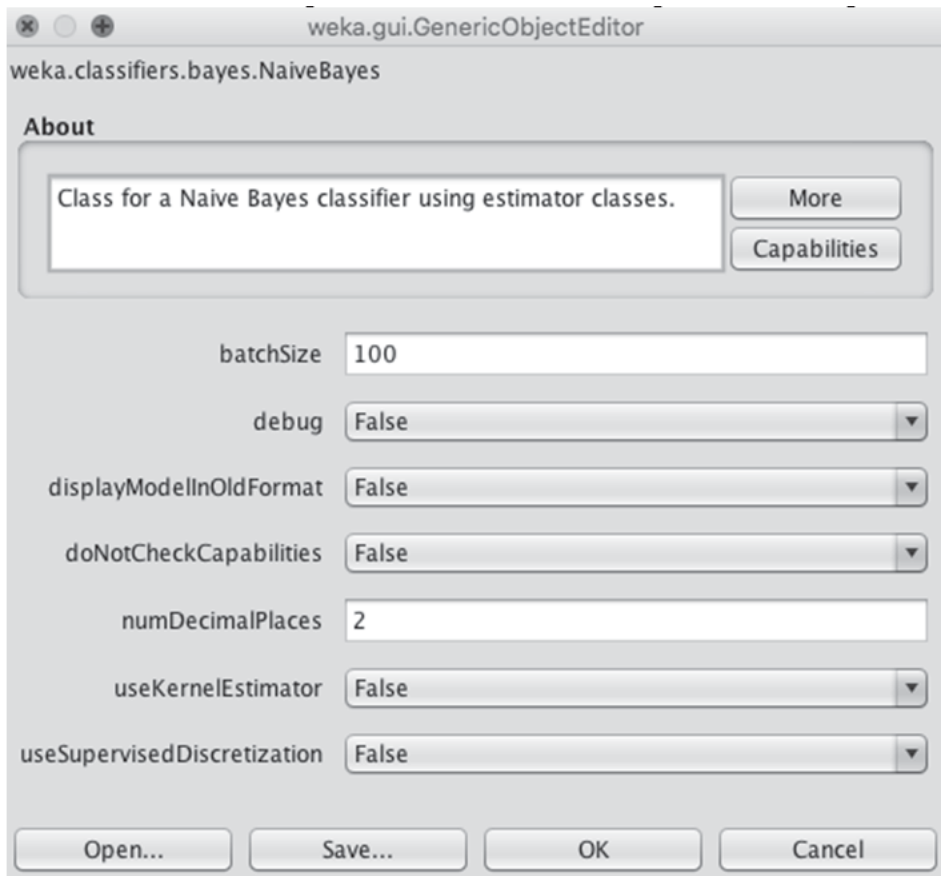 weka.gui.GenericObjectEditor
weka.classifiers.bayes.NaiveBayes
About
Class for a Naive Bayes classifier using estimator classes.
More
Capabilities
batchSize 100
debug False
displayModelInOldFormat False
doNotCheckCapabilities False
numDecimalPlaces 2
useKernelEstimator False
useSupervisedDiscretization False
Open... Save... OK Cancel